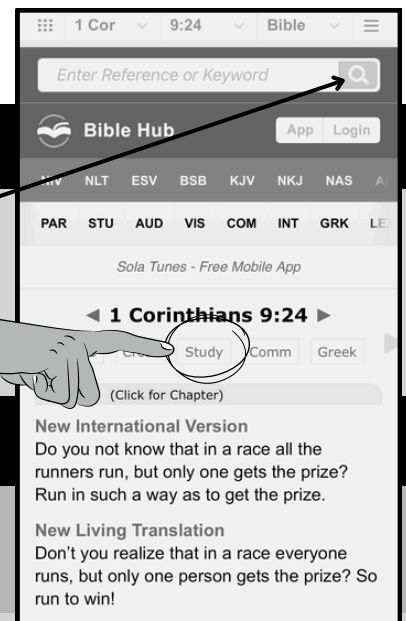 1 Cor 9:24 Bible
Enter Reference or Keyword
Bible Hub App Login
NIV NLT ESV BSB KJV NKJ NAS
PAR STU AUD VIS COM INT GRK LE
Sola Tunes - Free Mobile App
◄ 1 Corinthians 9:24 ►
Study Comm Greek
(Click for Chapter)
New International Version
Do you not know that in a race all the
runners run, but only one gets the prize?
Run in such a way as to get the prize.
New Living Translation
Don't you realize that in a race everyone
runs, but only one person gets the prize? So
run to win!